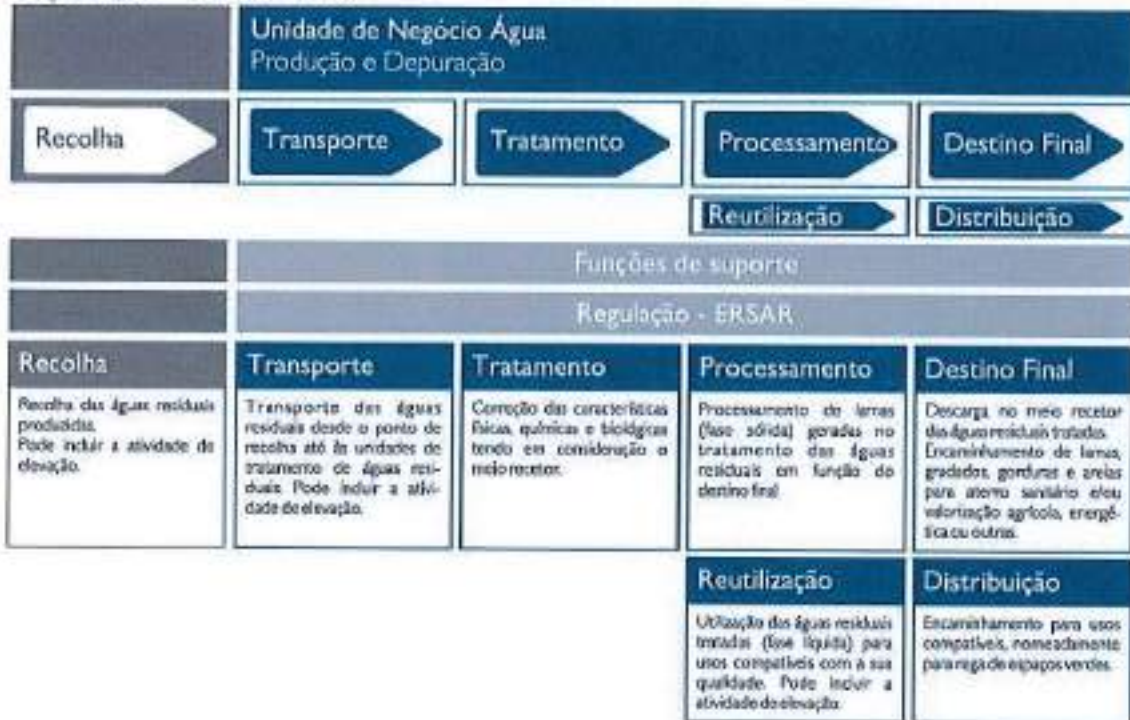 Unidade de Negócio Água
Produção e Depuração
Recolha
Transporte
Tratamento
Processamento
Destino Final
Reutilização
Distribuição
Funções de suporte
Regulação - ERSAR
Recolha
Recolha das águas residuais
produzidas.
Pode incluir a atividade de
elevação.
Transporte
Transporte das águas
residuais desde o ponto de
recolha até às unidades de
tratamento de águas resi-
duais. Pode incluir a ativi-
dade de elevação.
Tratamento
Correção das características
físicas, químicas e biológicas
tendo em consideração o
meio recetor.
Processamento
Processamento de lamas
(fase sólida) geradas no
tratamento das águas
residuais em função do
destino final
Destino Final
Descarga no meio recetor
das águas residuais tratadas.
Encaminhamento de lamas,
gradados, gorduras e areias
para aterro sanitário e/ou
valorização agrícola, energé-
tica ou outras.
Reutilização
Utilização das águas residuais
tratadas (fase líquida) para
usos compatíveis com a sua
qualidade. Pode incluir a
atividade de elevação.
Distribuição
Encaminhamento para usos
compatíveis, nomeadamente
para rega de espaços verdes.